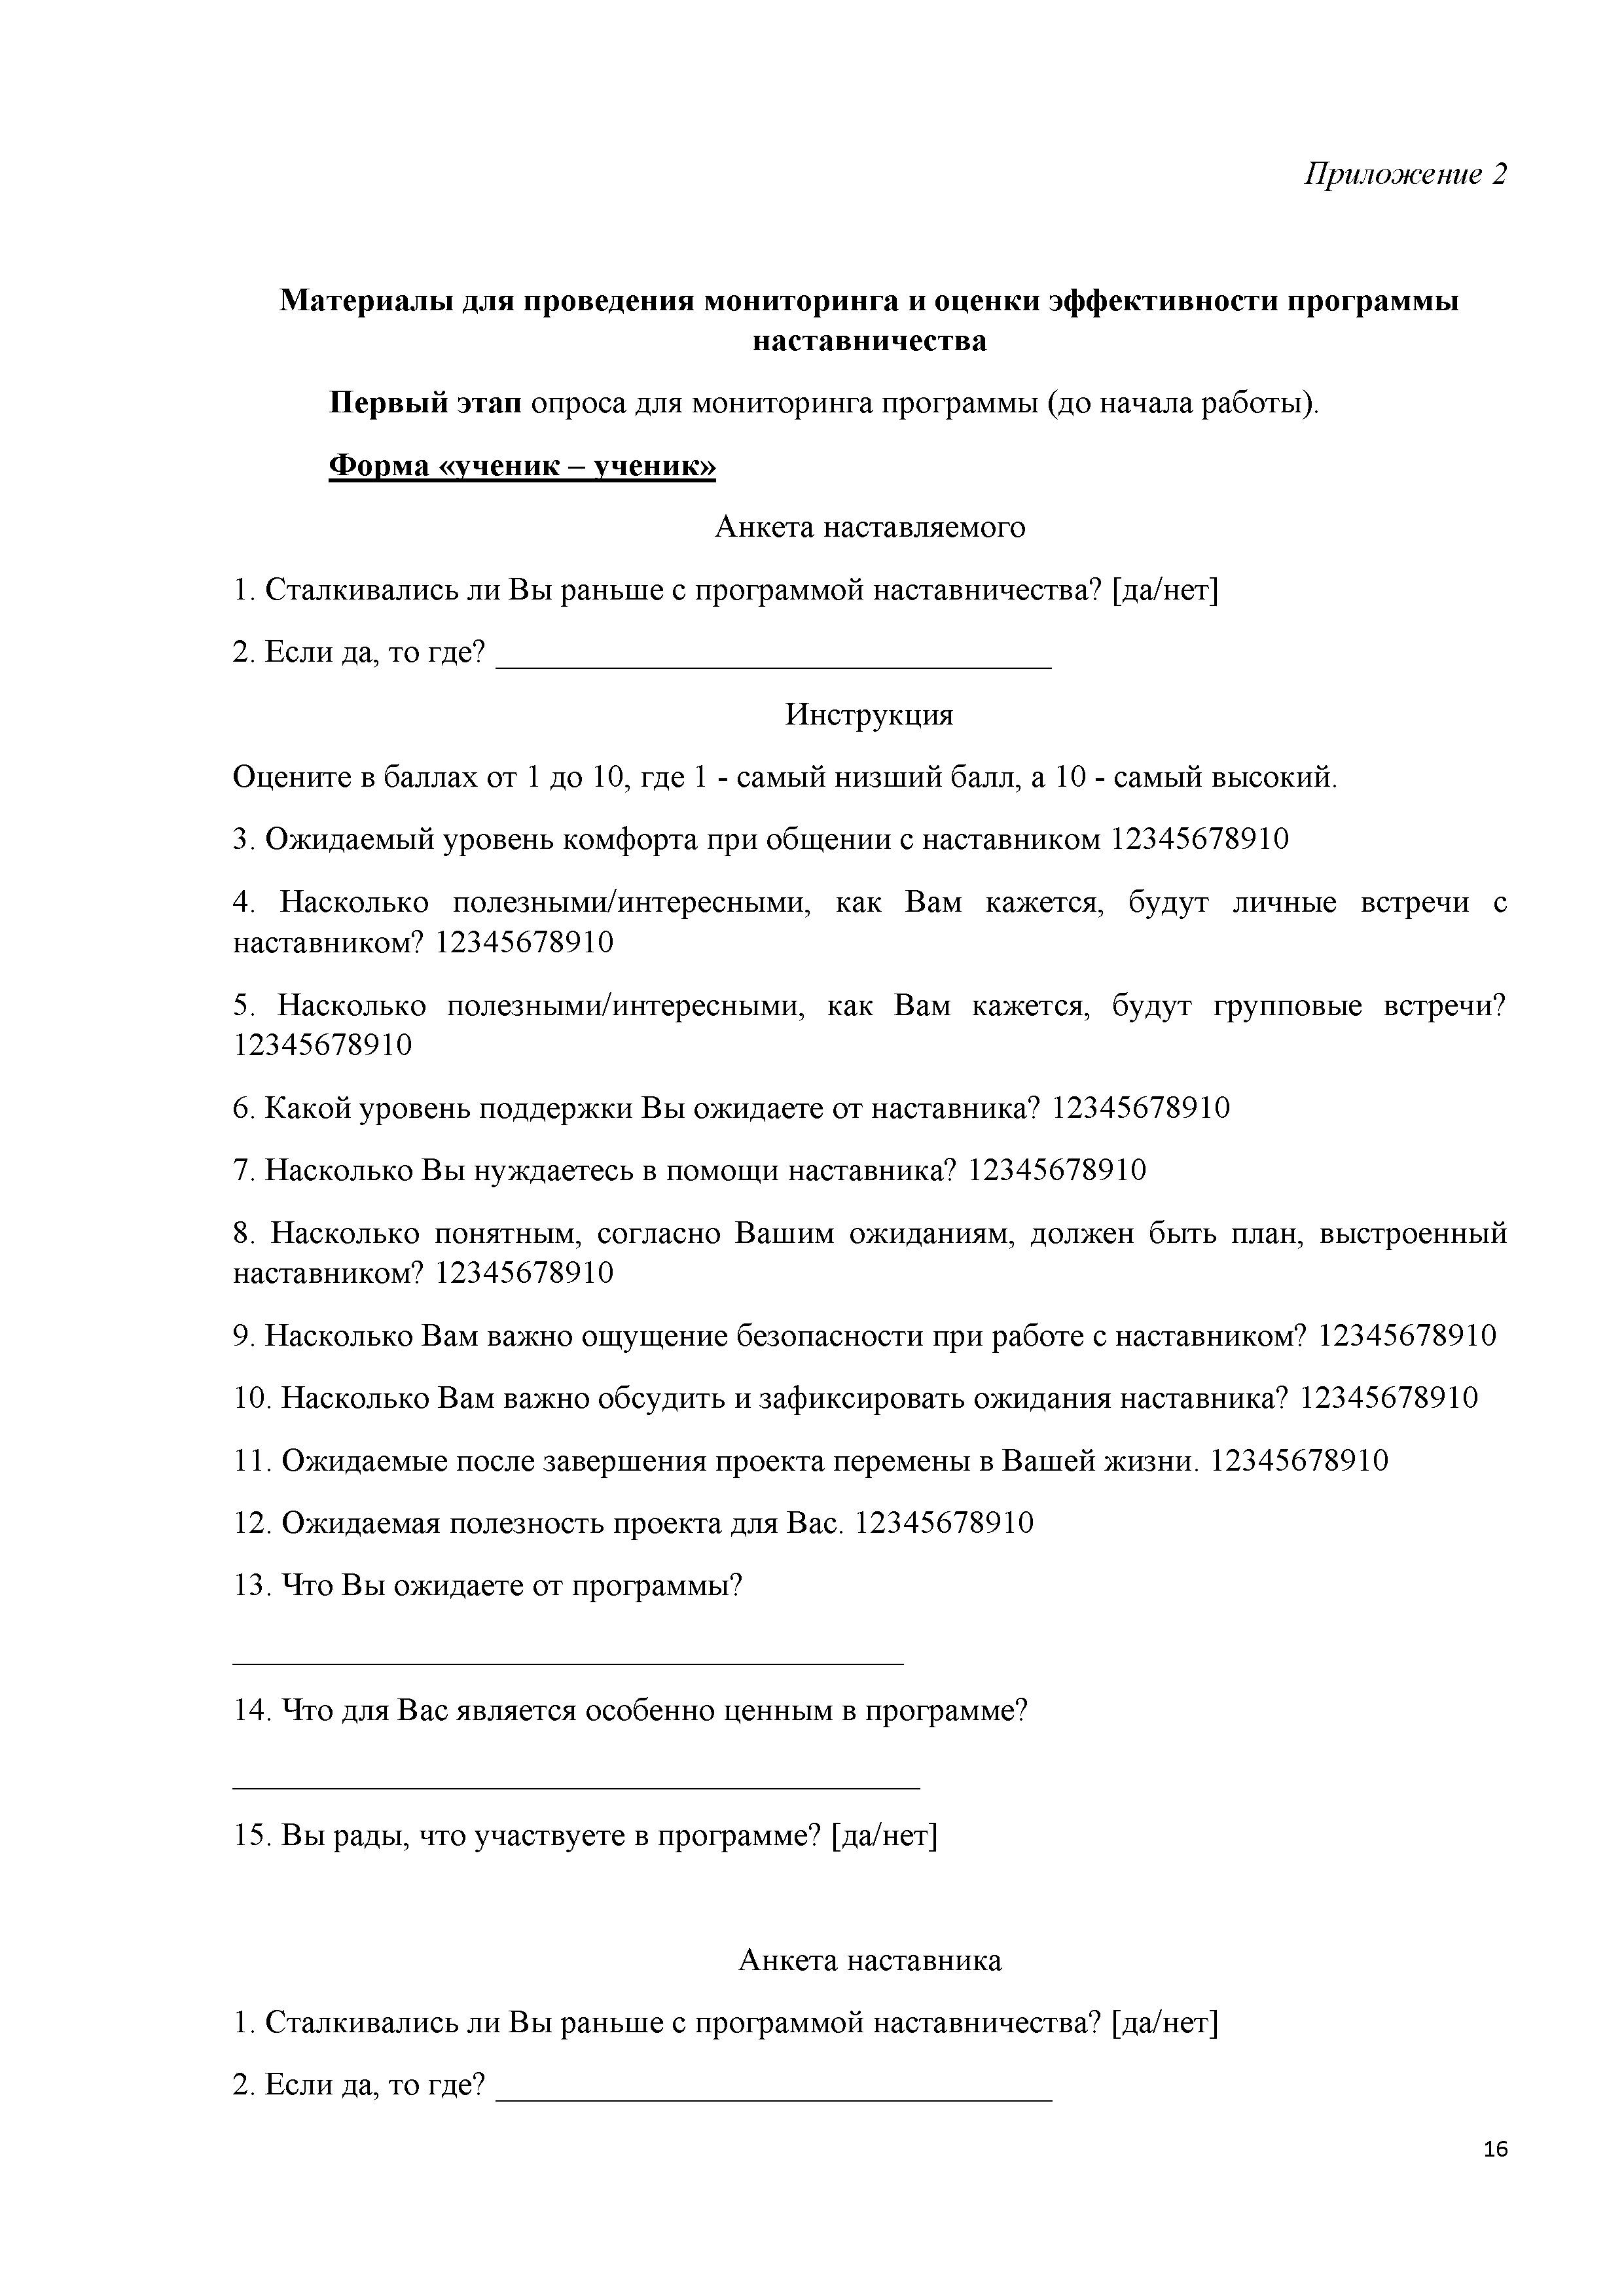 Приложение 2
Материалы для проведения мониторинга и оценки эффективности программы
наставничества
Первый этап опроса для мониторинга программы (до начала работы).
Форма «ученик – ученик»
Анкета наставляемого
1. Сталкивались ли Вы раньше с программой наставничества? [да/нет]
2. Если да, то где? __________________________________
Инструкция
Оцените в баллах от 1 до 10, где 1 - самый низший балл, а 10 - самый высокий.
3. Ожидаемый уровень комфорта при общении с наставником 12345678910
4. Насколько полезными/интересными, как Вам кажется, будут личные встречи с
наставником? 12345678910
5. Насколько полезными/интересными, как Вам кажется, будут групповые встречи?
12345678910
6. Какой уровень поддержки Вы ожидаете от наставника? 12345678910
7. Насколько Вы нуждаетесь в помощи наставника? 12345678910
8. Насколько понятным, согласно Вашим ожиданиям, должен быть план, выстроенный
наставником? 12345678910
9. Насколько Вам важно ощущение безопасности при работе с наставником? 12345678910
10. Насколько Вам важно обсудить и зафиксировать ожидания наставника? 12345678910
11. Ожидаемые после завершения проекта перемены в Вашей жизни. 12345678910
12. Ожидаемая полезность проекта для Вас. 12345678910
13. Что Вы ожидаете от программы?
_________________________________________
14. Что для Вас является особенно ценным в программе?
__________________________________________
15. Вы рады, что участвуете в программе? [да/нет]
Анкета наставника
1. Сталкивались ли Вы раньше с программой наставничества? [да/нет]
2. Если да, то где? __________________________________
16